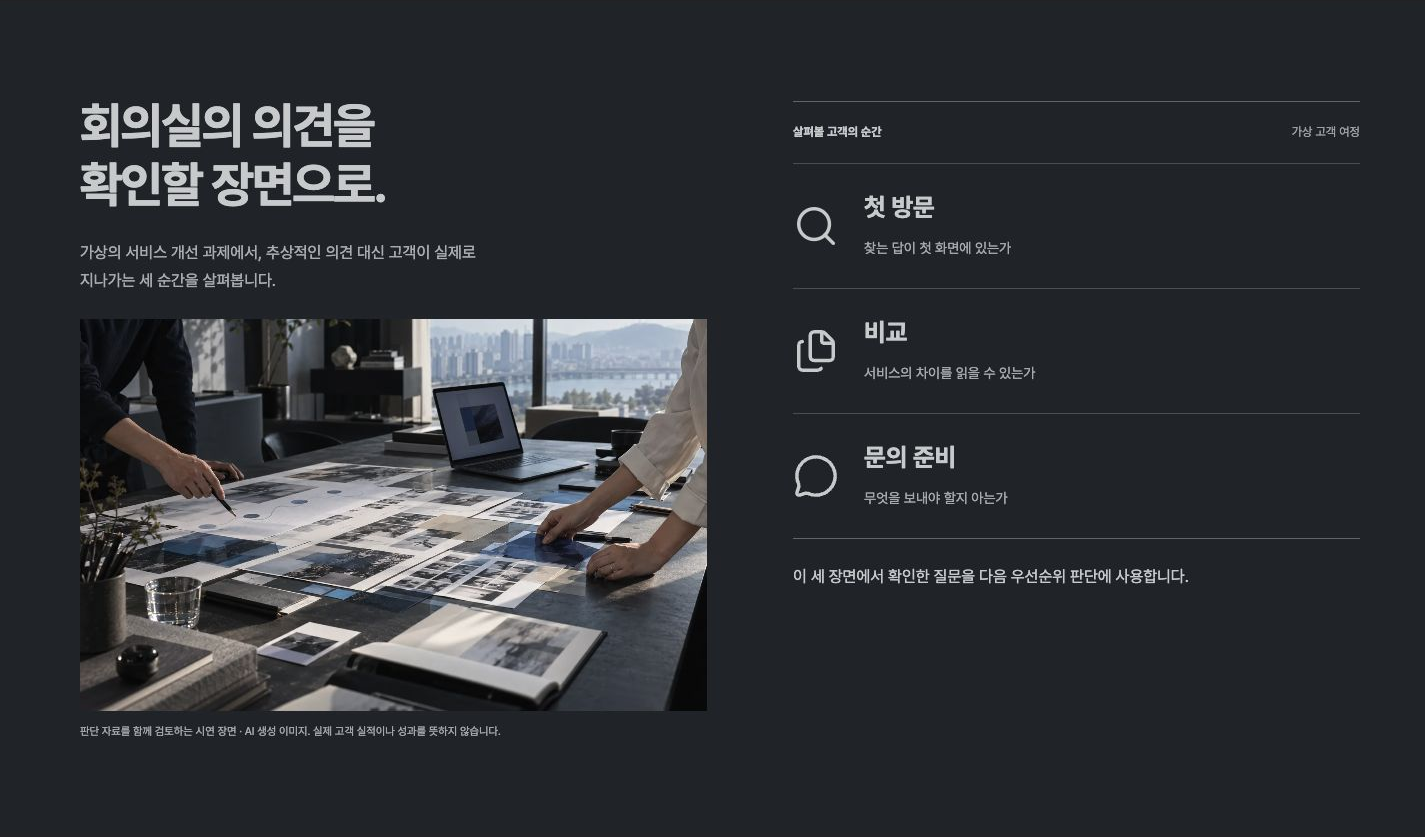 회의실의 의견을
확인할 장면으로.
가상의 서비스 개선 과제에서, 추상적인 의견 대신 고객이 실제로
지나가는 세 순간을 살펴봅니다.
판단 자료를 함께 검토하는 시연 장면 · AI 생성 이미지. 실제 고객 실적이나 성과를 뜻하지 않습니다.
살펴볼 고객의 순간
가상 고객 여정
첫 방문
찾는 답이 첫 화면에 있는가
비교
서비스의 차이를 읽을 수 있는가
문의 준비
무엇을 보내야 할지 아는가
이 세 장면에서 확인한 질문을 다음 우선순위 판단에 사용합니다.